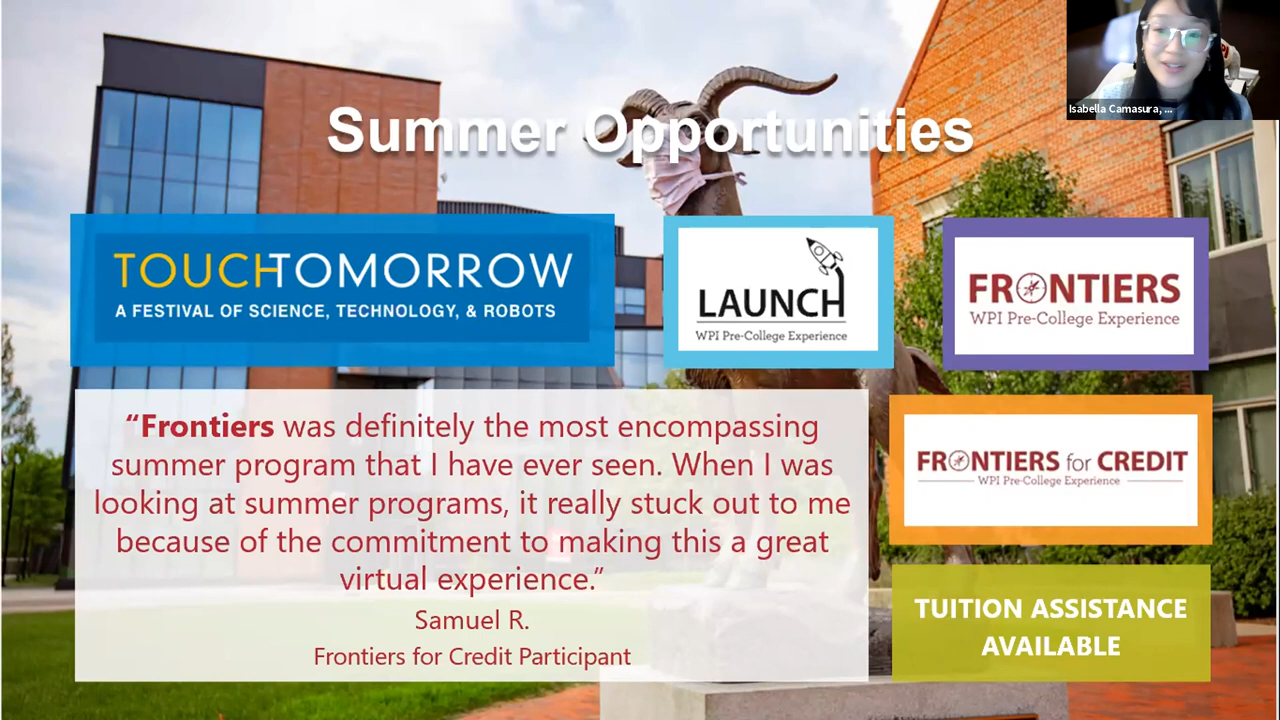 Isabella Camasura, ...
Summer Opportunities
TOUCHTOMORROW
A FESTIVAL OF SCIENCE, TECHNOLOGY, & ROBOTS
LAUNCH
WPI Pre-College Experience
FRONTIERS
WPI Pre-College Experience
“Frontiers was definitely the most encompassing
summer program that I have ever seen. When I was
looking at summer programs, it really stuck out to me
because of the commitment to making this a great
virtual experience.”
Samuel R.
Frontiers for Credit Participant
FRONTIERS for CREDIT
WPI Pre-College Experience
TUITION ASSISTANCE
AVAILABLE